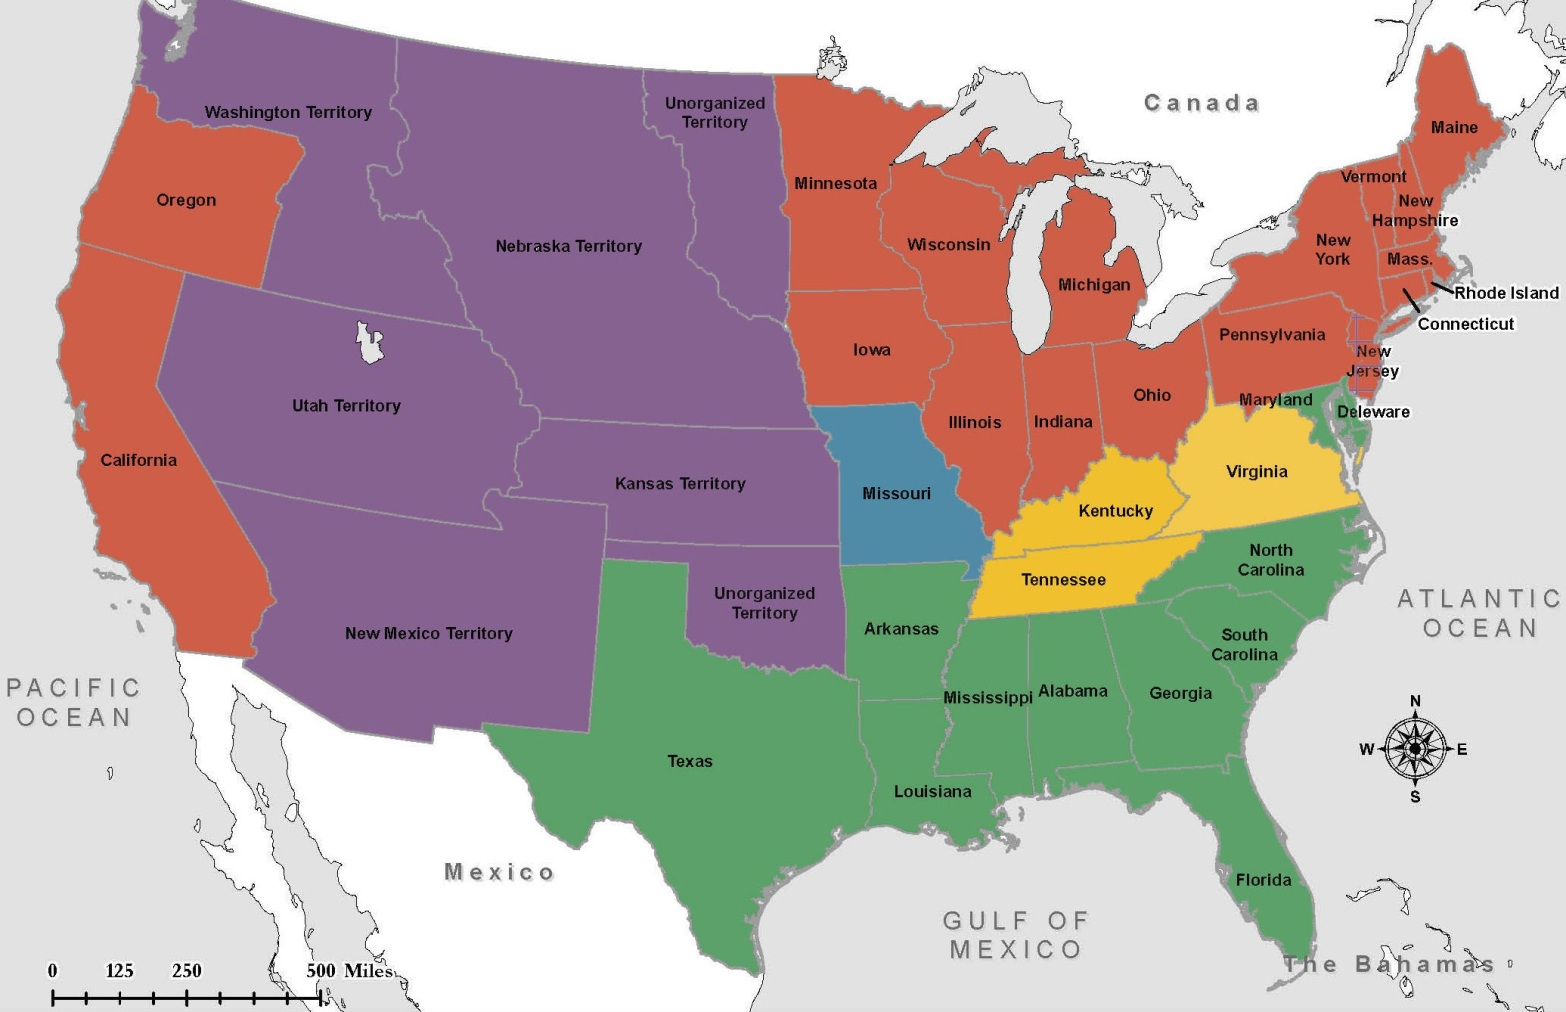 Canada
Washington Territory
Unorganized
Territory
Maine
Oregon
Minnesota
Vermont
New
Hampshire
Nebraska Territory
Wisconsin
New
York
Mass.
Michigan
Rhode Island
Connecticut
Pennsylvania
Iowa
New
Jersey
Utah Territory
Ohio
Maryland
Delaware
Illinois
Indiana
California
Virginia
Kansas Territory
Missouri
Kentucky
North
Carolina
Tennessee
Unorganized
Territory
ATLANTIC
OCEAN
New Mexico Territory
Arkansas
South
Carolina
PACIFIC
OCEAN
Mississippi
Alabama
Georgia
N
W
E
S
Texas
Louisiana
Mexico
Florida
GULF OF
MEXICO
The Bahamas
0 125 250 500 Miles